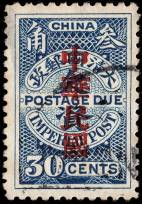 CHINA
角 叁
中華民國
POSTAGE DUE
IMPERIAL POST
30 CENTS